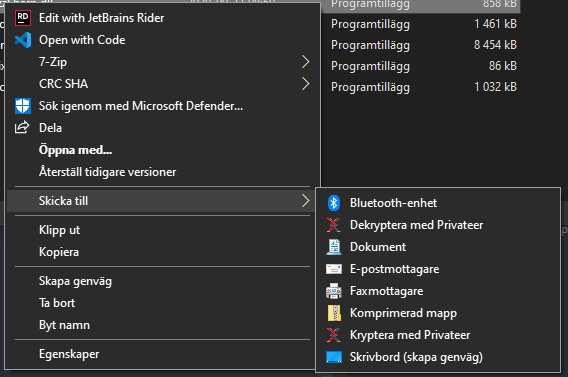 Edit with JetBrains Rider
Programtillägg 858 kB
Open with Code
Programtillägg 1 461 kB
7-Zip
Programtillägg 8 454 kB
CRC SHA
Programtillägg 86 kB
Sök igenom med Microsoft Defender...
Programtillägg 1 032 kB
Dela
Öppna med...
Återställ tidigare versioner
Skicka till
Klipp ut
Kopiera
Skapa genväg
Ta bort
Byt namn
Egenskaper
Bluetooth-enhet
Dekryptera med Privateer
Dokument
E-postmottagare
Faxmottagare
Komprimerad mapp
Kryptera med Privateer
Skrivbord (skapa genväg)